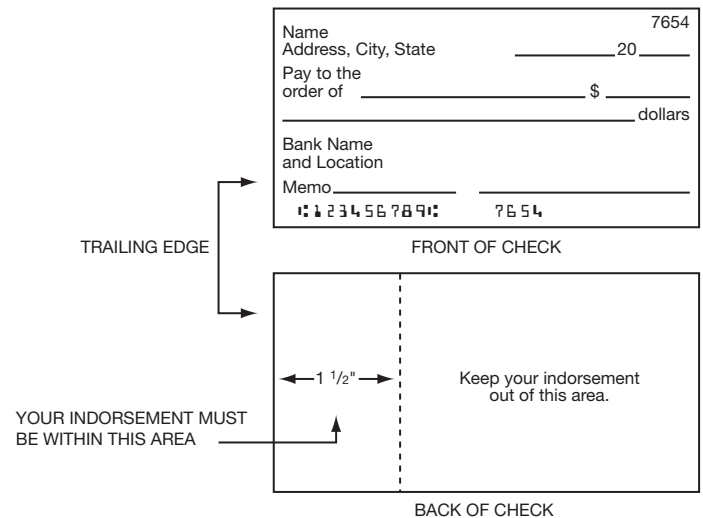 7654
Name
Address, City, State 20
Pay to the
order of $
dollars
Bank Name
and Location
Memo
⑆123456789⑆ 7654
TRAILING EDGE
FRONT OF CHECK
1 1/2"
Keep your indorsement
out of this area.
YOUR INDORSEMENT MUST
BE WITHIN THIS AREA
BACK OF CHECK